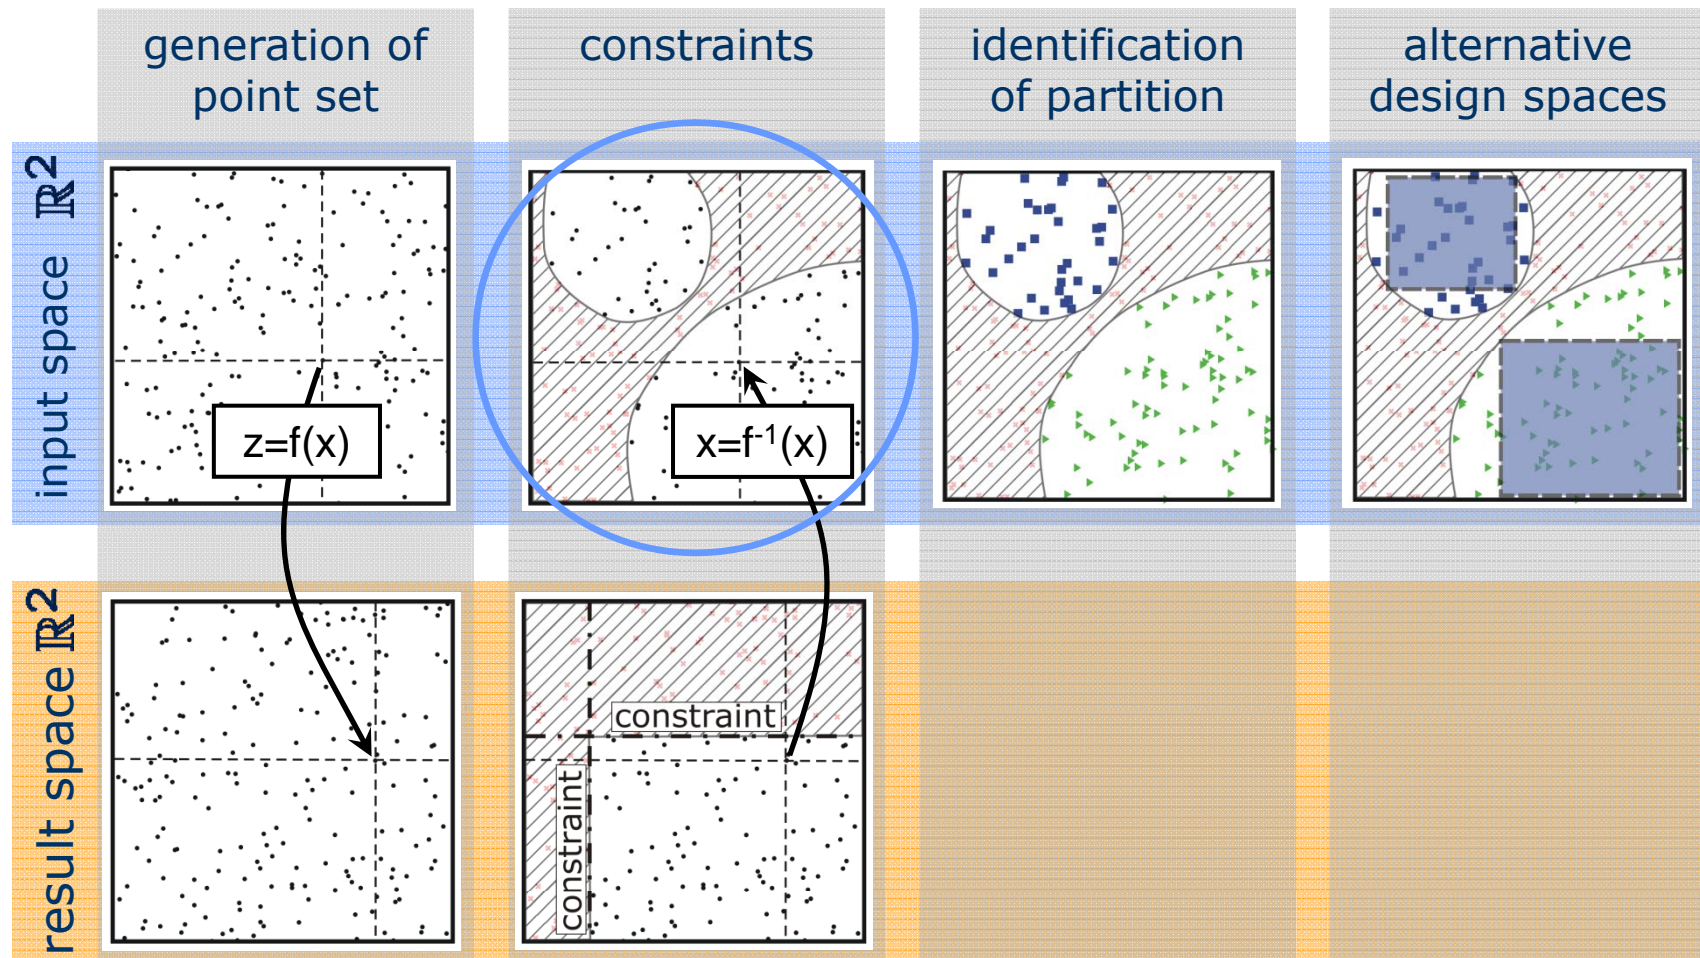 generation of
point set
constraints
identification
of partition
alternative
design spaces
input space ℝ²
z=f(x)
x=f⁻¹(x)
result space ℝ²
constraint
constraint